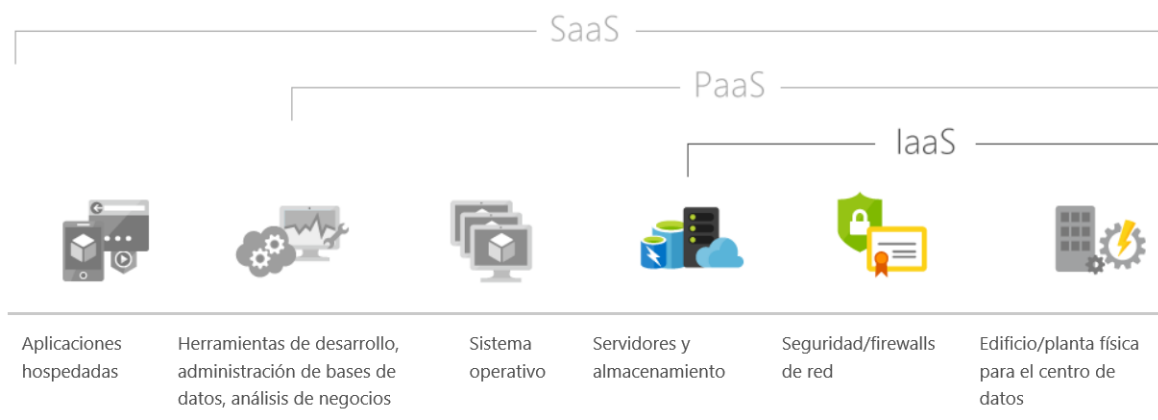 SaaS
PaaS
IaaS
Aplicaciones
hospedadas
Herramientas de desarrollo,
administración de bases de
datos, análisis de negocios
Sistema
operativo
Servidores y
almacenamiento
Seguridad/firewalls
de red
Edificio/planta física
para el centro de
datos